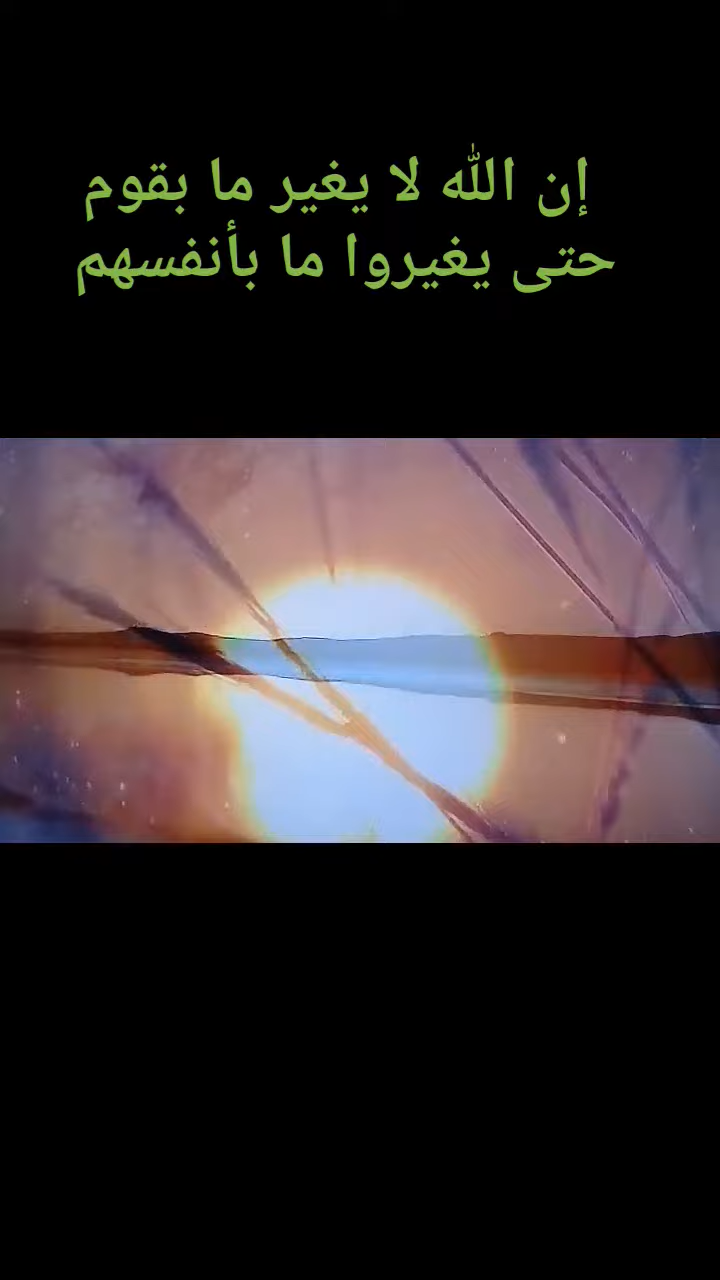 إن الله لا يغير ما بقوم
حتى يغيروا ما بأنفسهم